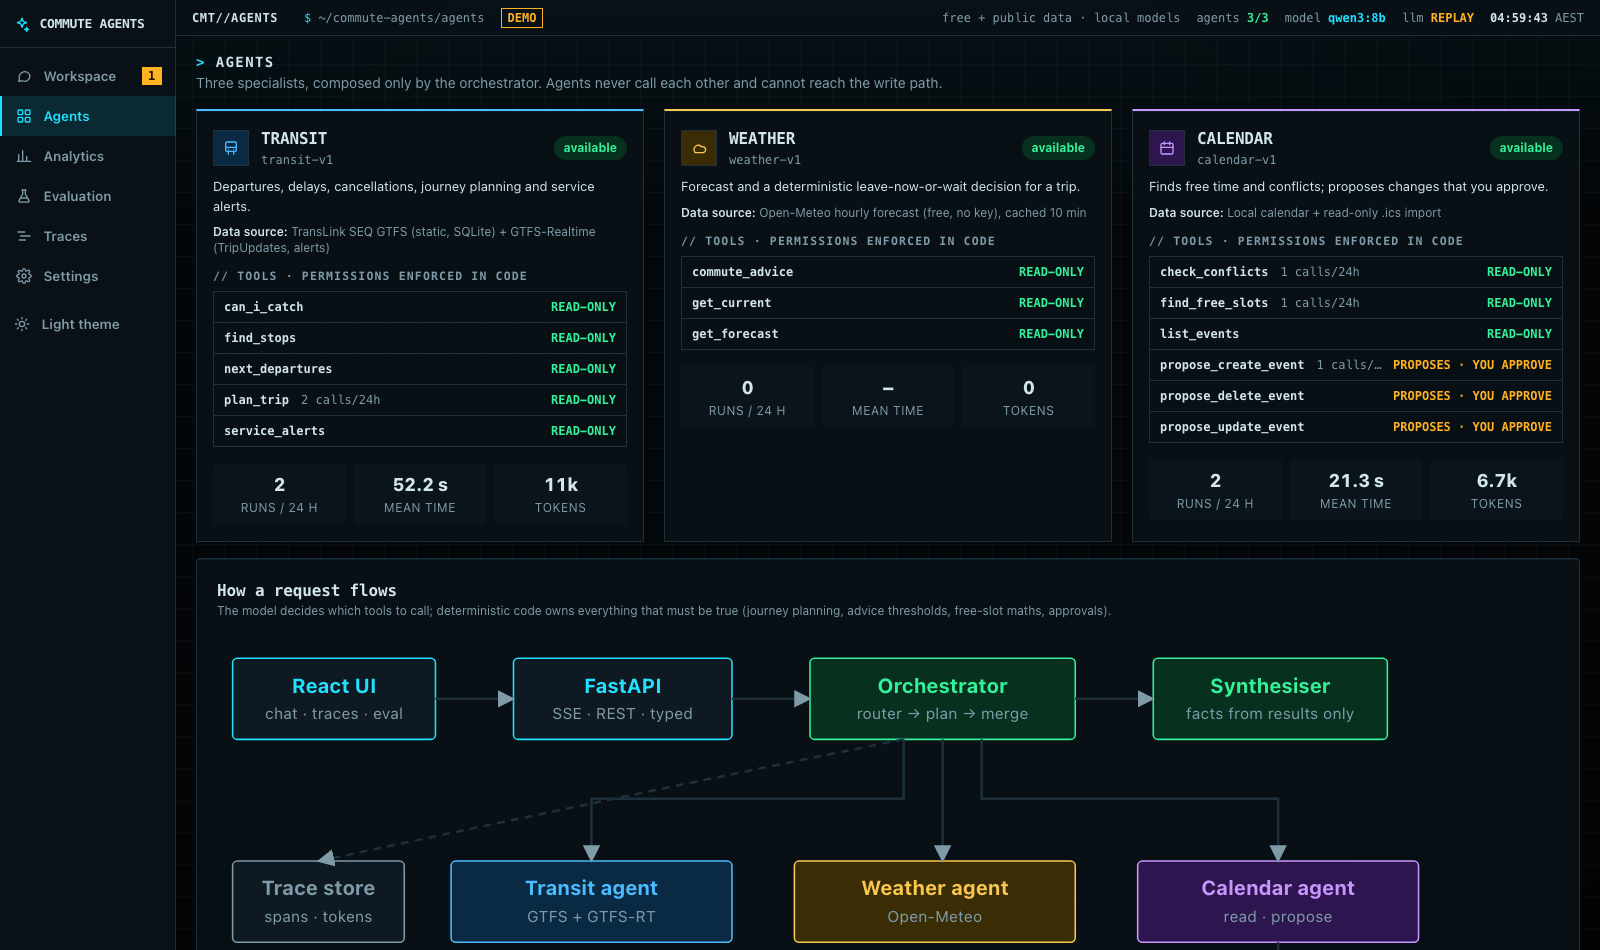 COMMUTE AGENTS
Workspace 1
Agents
Analytics
Evaluation
Traces
Settings
Light theme
CMT//AGENTS $ ~/commute-agents/agents DEMO free + public data · local models agents 3/3 model qwen3:8b llm REPLAY 04:59:43 AEST
> AGENTS
Three specialists, composed only by the orchestrator. Agents never call each other and cannot reach the write path.
TRANSIT
transit-v1
available
Departures, delays, cancellations, journey planning and service
alerts.
Data source: TransLink SEQ GTFS (static, SQLite) + GTFS-Realtime
(TripUpdates, alerts)
// TOOLS · PERMISSIONS ENFORCED IN CODE
can_i_catch READ-ONLY
find_stops READ-ONLY
next_departures READ-ONLY
plan_trip 2 calls/24h READ-ONLY
service_alerts READ-ONLY
2 52.2 s 11k
RUNS / 24 H MEAN TIME TOKENS
WEATHER
weather-v1
available
Forecast and a deterministic leave-now-or-wait decision for a trip.
Data source: Open-Meteo hourly forecast (free, no key), cached 10 min
// TOOLS · PERMISSIONS ENFORCED IN CODE
commute_advice READ-ONLY
get_current READ-ONLY
get_forecast READ-ONLY
0 – 0
RUNS / 24 H MEAN TIME TOKENS
CALENDAR
calendar-v1
available
Finds free time and conflicts; proposes changes that you approve.
Data source: Local calendar + read-only .ics import
// TOOLS · PERMISSIONS ENFORCED IN CODE
check_conflicts 1 calls/24h READ-ONLY
find_free_slots 1 calls/24h READ-ONLY
list_events READ-ONLY
propose_create_event 1 calls/… PROPOSES · YOU APPROVE
propose_delete_event PROPOSES · YOU APPROVE
propose_update_event PROPOSES · YOU APPROVE
2 21.3 s 6.7k
RUNS / 24 H MEAN TIME TOKENS
How a request flows
The model decides which tools to call; deterministic code owns everything that must be true (journey planning, advice thresholds, free-slot maths, approvals).
React UI
chat · traces · eval
FastAPI
SSE · REST · typed
Orchestrator
router → plan → merge
Synthesiser
facts from results only
Trace store
spans · tokens
Transit agent
GTFS + GTFS-RT
Weather agent
Open-Meteo
Calendar agent
read · propose